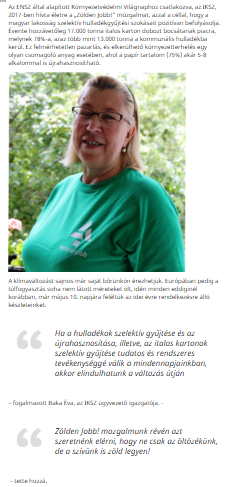 Az ENSZ által alapított Környezetvédelmi Világnaphoz csatlakozva, az IKSZ,
2017-ben hívta életre a „Zölden Jobb!” mozgalmat, azzal a céllal, hogy a
magyar lakosság szelektív hulladékgyűjtési szokásait pozitívan befolyásolja.
Évente hozzávetőleg 17.000 tonna italos karton dobozt bocsátanak piacra,
melynek 78%-a, azaz több mint 13.000 tonna a kommunális hulladékba
kerül. Ez felmérhetetlen pazarlás, és elkerülhető környezetterhelés egy
olyan csomagoló anyag esetében, ahol a papír tartalom (75%) akár 5-8
alkalommal is újrahasznosítható.
A klímaváltozást sajnos már saját bőrünkön érezhetjük. Európában pedig a
túlfogyasztás soha nem látott méreteket ölt, idén minden eddiginél
korábban, már május 10. napjára feléltük az idei évre rendelkezésre álló
készleteinket.
“ Ha a hulladékok szelektív gyűjtése és az
újrahasznosítása, illetve, az italos kartonok
szelektív gyűjtése tudatos és rendszeres
tevékenységgé válik a mindennapjainkban,
akkor elindulhatunk a változás útján
– fogalmazott Baka Éva, az IKSZ ügyvezető igazgatója. -
“ Zölden Jobb! mozgalmunk révén azt
szeretnénk elérni, hogy ne csak az öltözékünk,
de a szívünk is zöld legyen!
– tette hozzá.